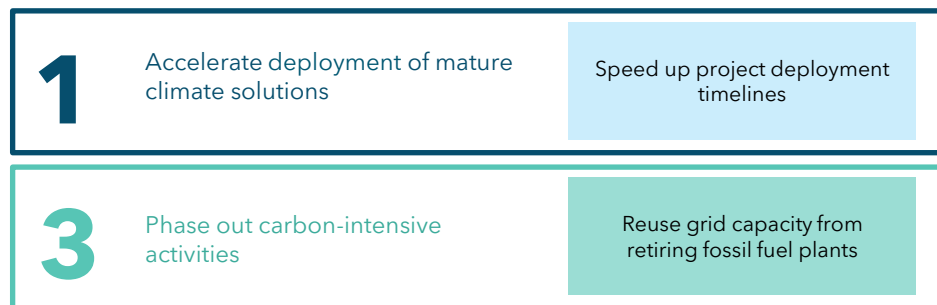 1
Accelerate deployment of mature
climate solutions
Speed up project deployment
timelines
3
Phase out carbon-intensive
activities
Reuse grid capacity from
retiring fossil fuel plants